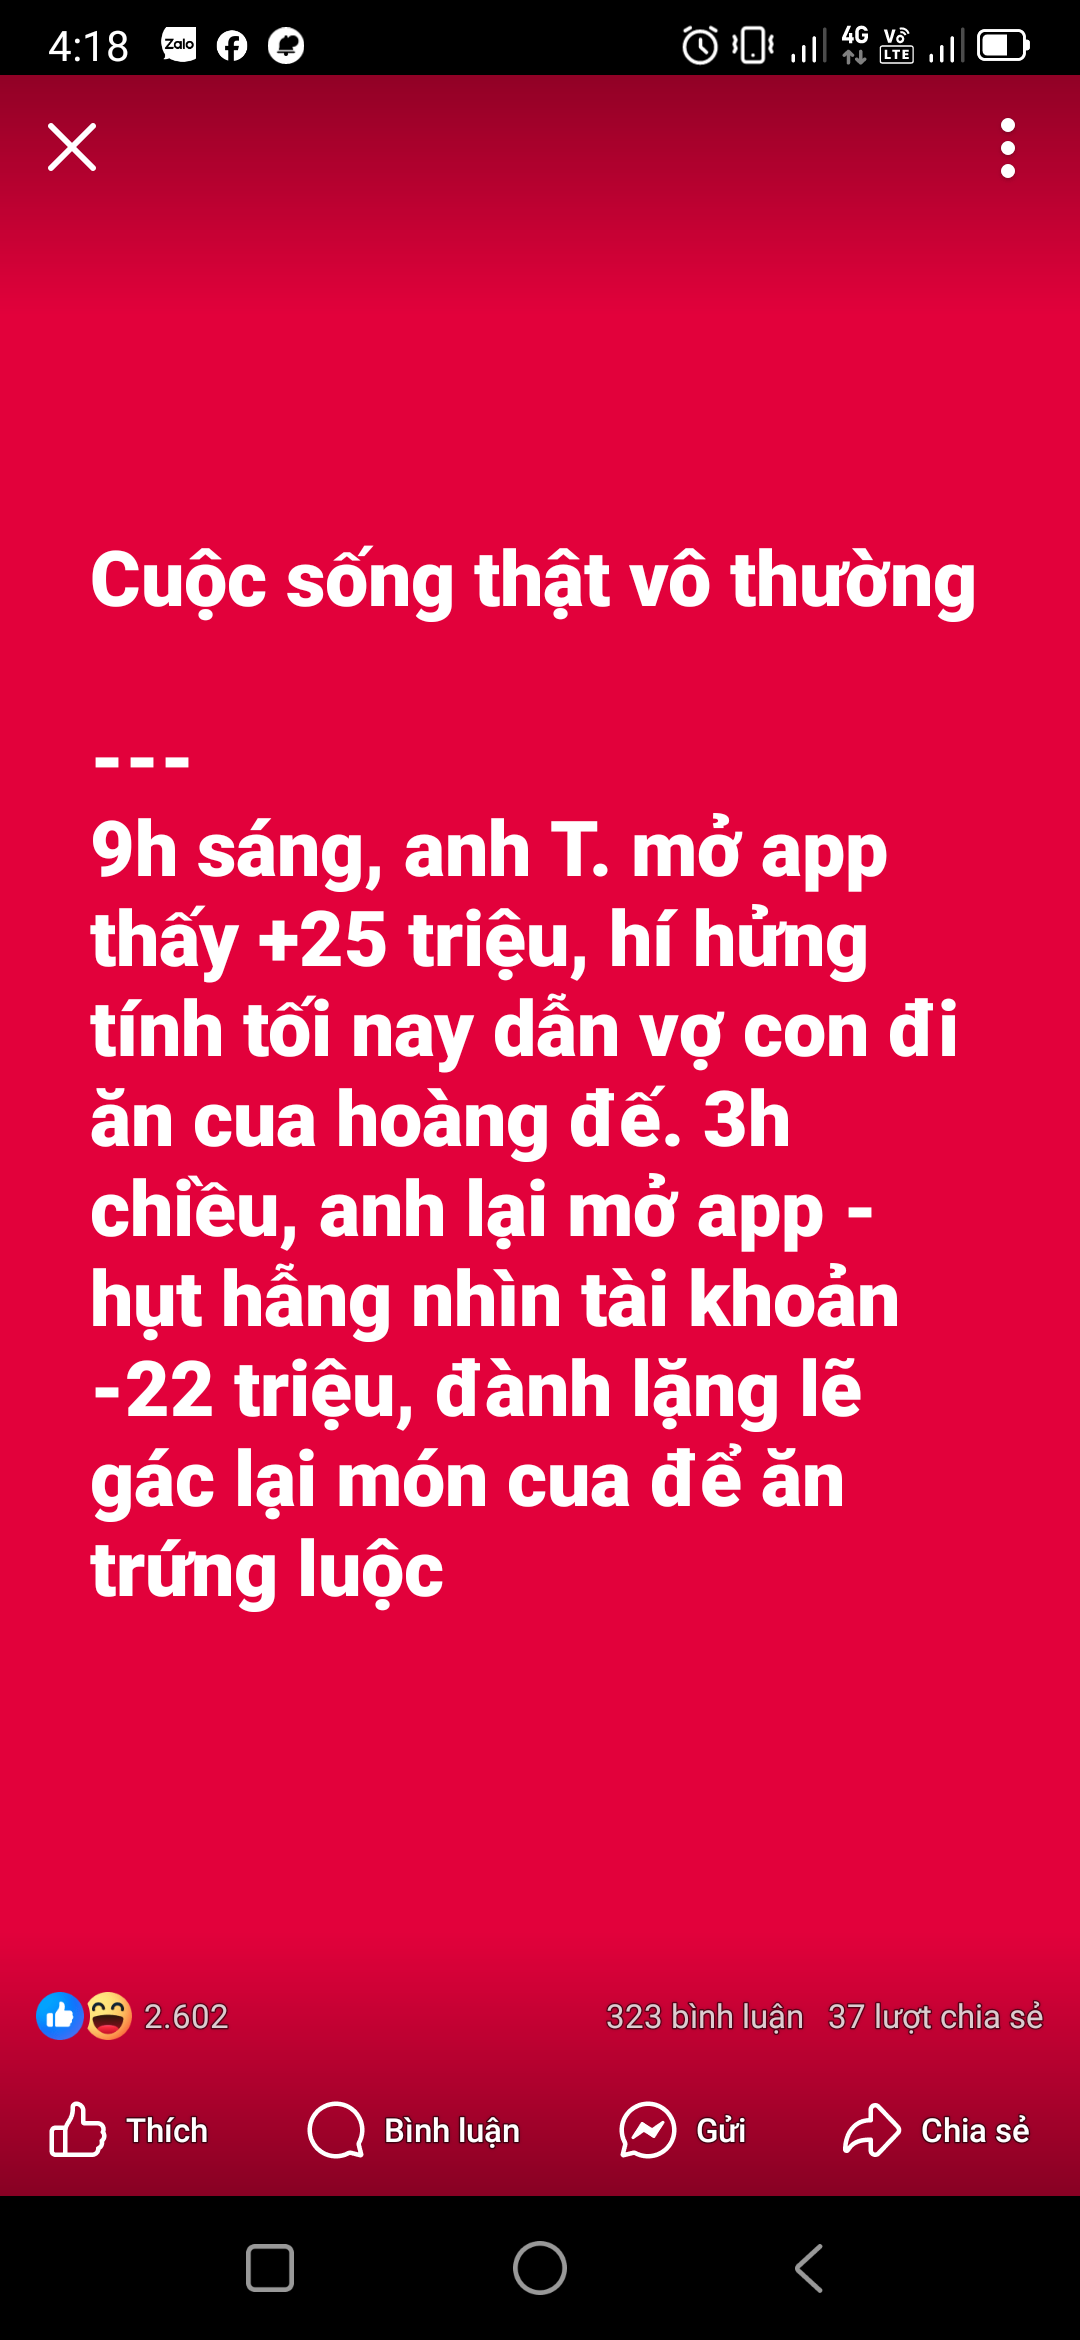 4:18 Zalo 4G Vo LTE
Cuộc sống thật vô thường
---
9h sáng, anh T. mở app
thấy +25 triệu, hí hửng
tính tối nay dẫn vợ con đi
ăn cua hoàng đế. 3h
chiều, anh lại mở app -
hụt hẫng nhìn tài khoản
-22 triệu, đành lặng lẽ
gác lại món cua để ăn
trứng luộc
2.602 323 bình luận 37 lượt chia sẻ
Thích Bình luận Gửi Chia sẻ